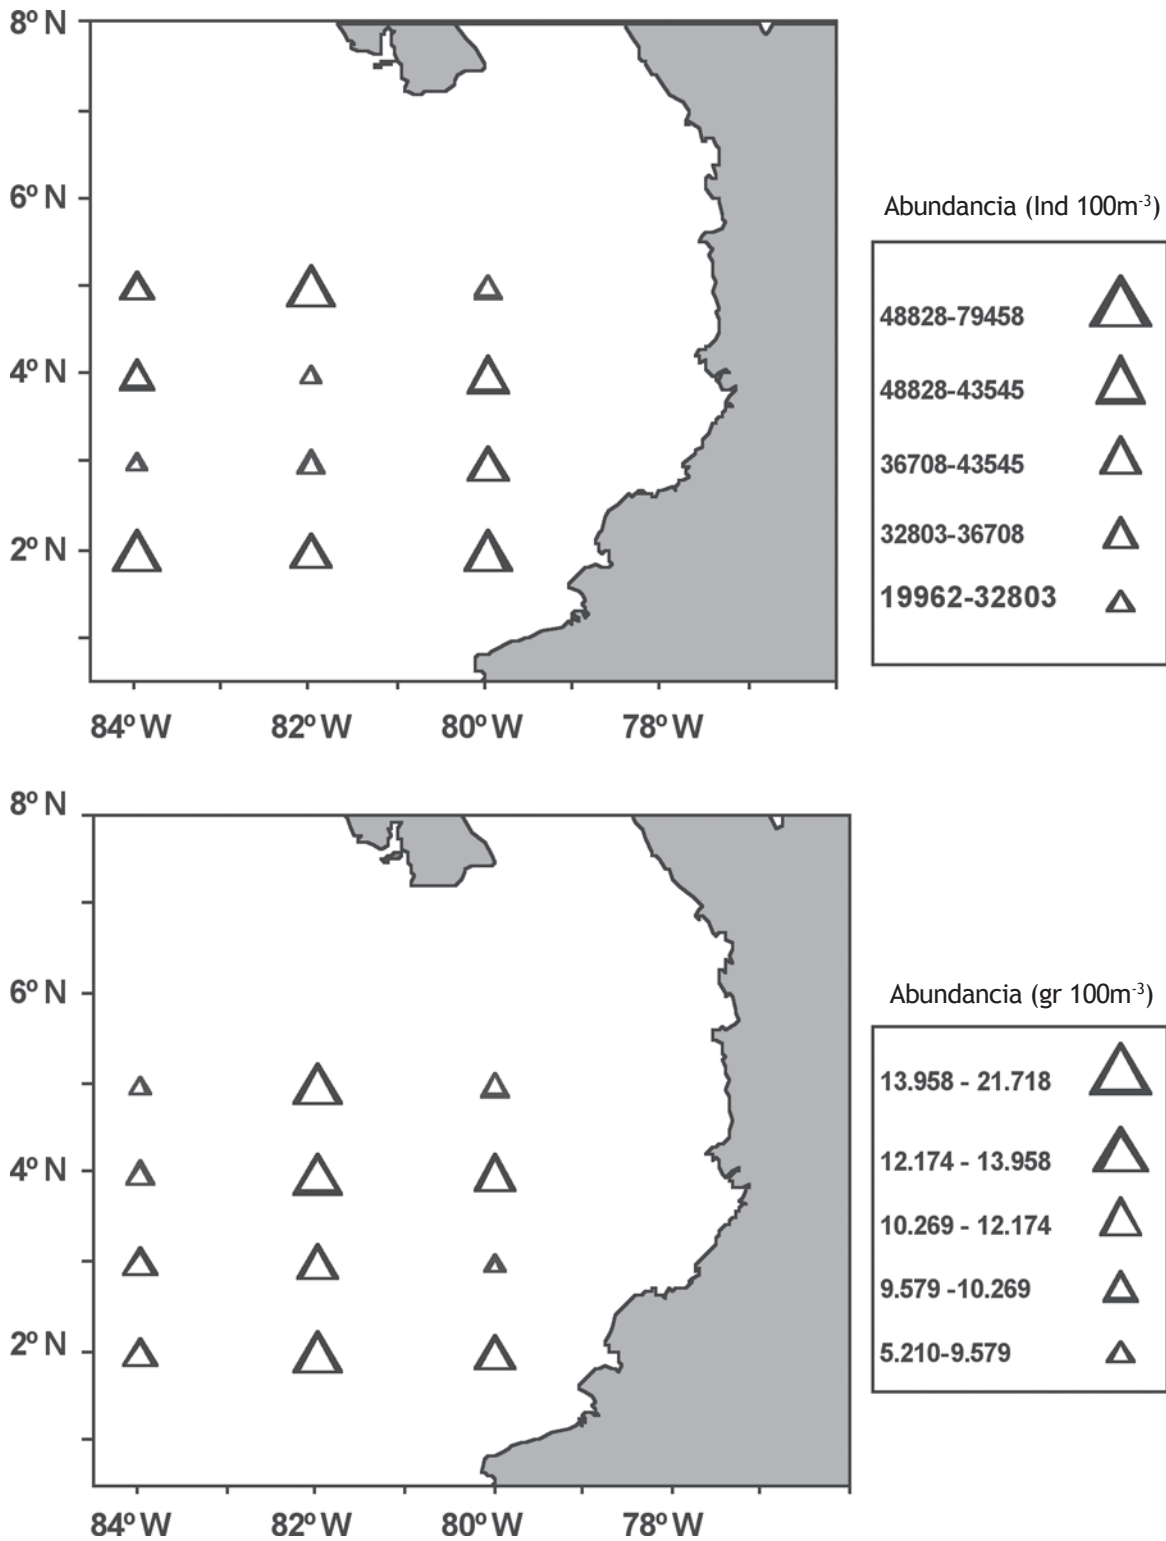 8º N
6º N
4º N
2º N
84º W 82º W 80º W 78º W
Abundancia (Ind 100m-3)
48828-79458
48828-43545
36708-43545
32803-36708
19962-32803
8º N
6º N
4º N
2º N
84º W 82º W 80º W 78º W
Abundancia (gr 100m-3)
13.958 - 21.718
12.174 - 13.958
10.269 - 12.174
9.579 -10.269
5.210-9.579